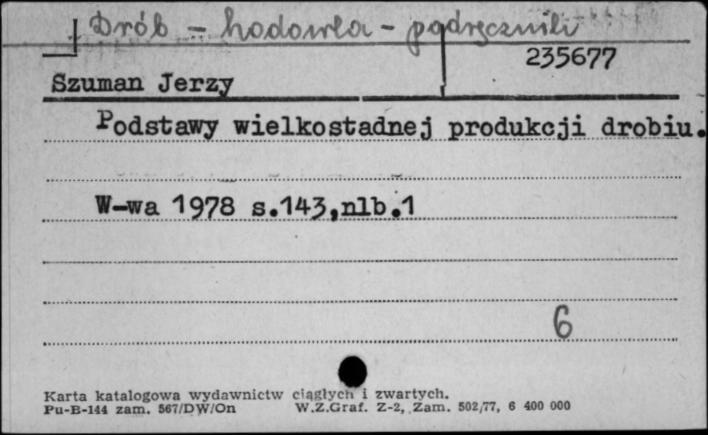 Drób - hodowla - podręczniki
235677
Szuman Jerzy
Podstawy wielkostadnej produkcji drobiu.
W-wa 1978 s.143,nlb.1
6
Karta katalogowa wydawnictw ciągłych i zwartych.
Pu-B-144 zam. 567/DW/On W.Z.Graf. Z-2, Zam. 502/77, 6 400 000